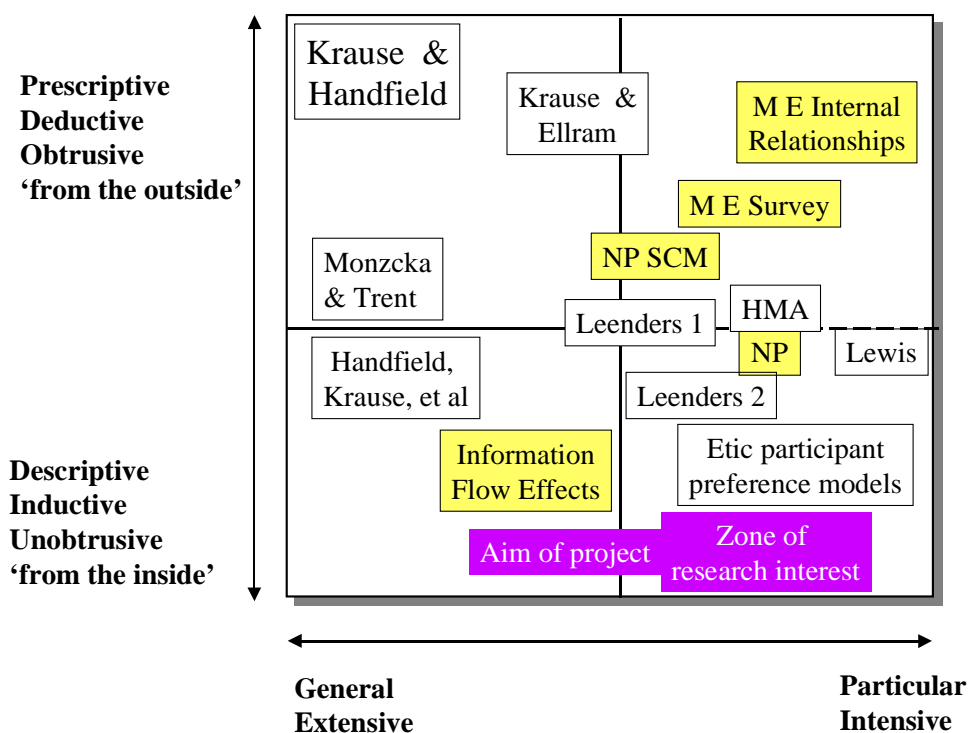 Krause &
Handfield
Prescriptive
Deductive
Obtrusive
‘from the outside’
Krause &
Ellram
M E Internal
Relationships
M E Survey
NP SCM
Monzcka
& Trent
HMA
Leenders 1
NP
Lewis
Handfield,
Krause, et al
Leenders 2
Information
Flow Effects
Etic participant
preference models
Descriptive
Inductive
Unobtrusive
‘from the inside’
Aim of project
Zone of
research interest
General
Extensive
Particular
Intensive